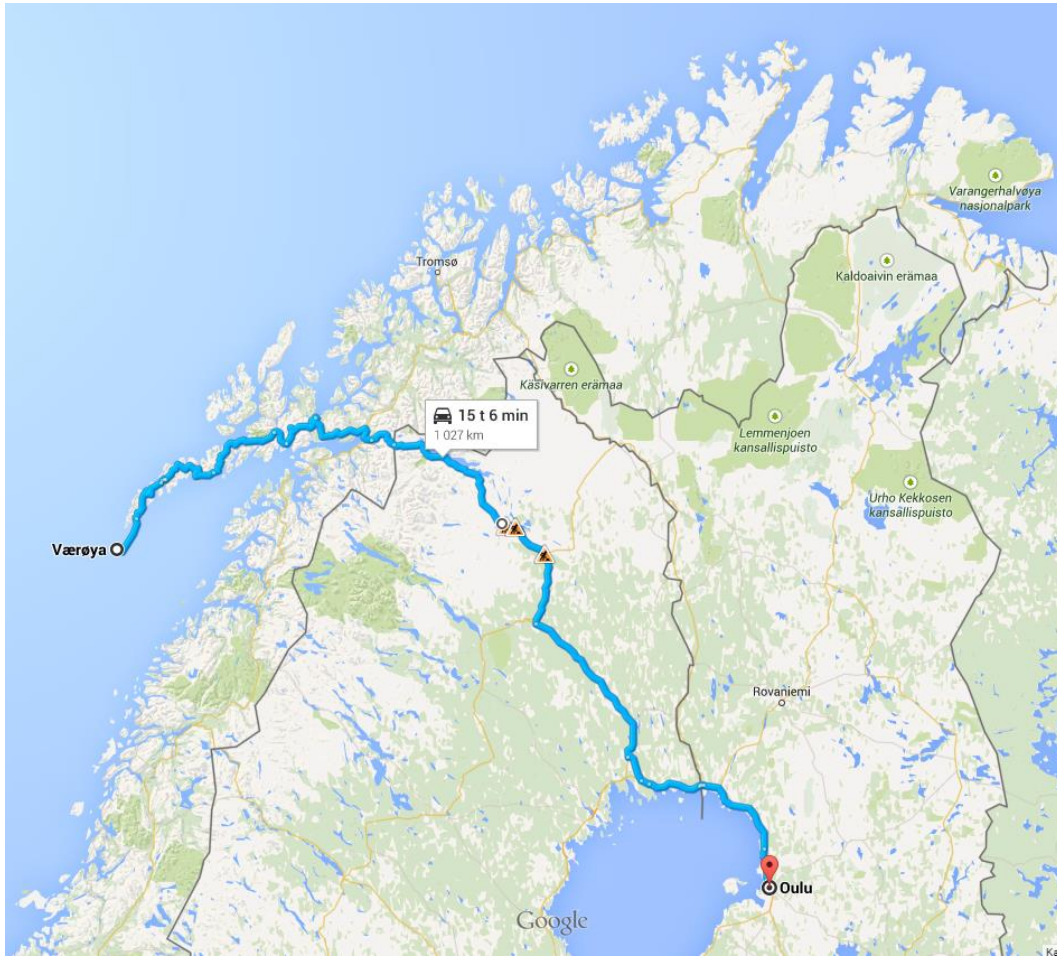 Varangerhalvøya
nasjonalpark
Tromsø
Kaldoaivin erämaa
Käsivarren erämaa
15 t 6 min
1 027 km
Lemmenjoen
kansallispuisto
Urho Kekkosen
kansallispuisto
Værøya
Rovaniemi
Oulu
Google
Ka